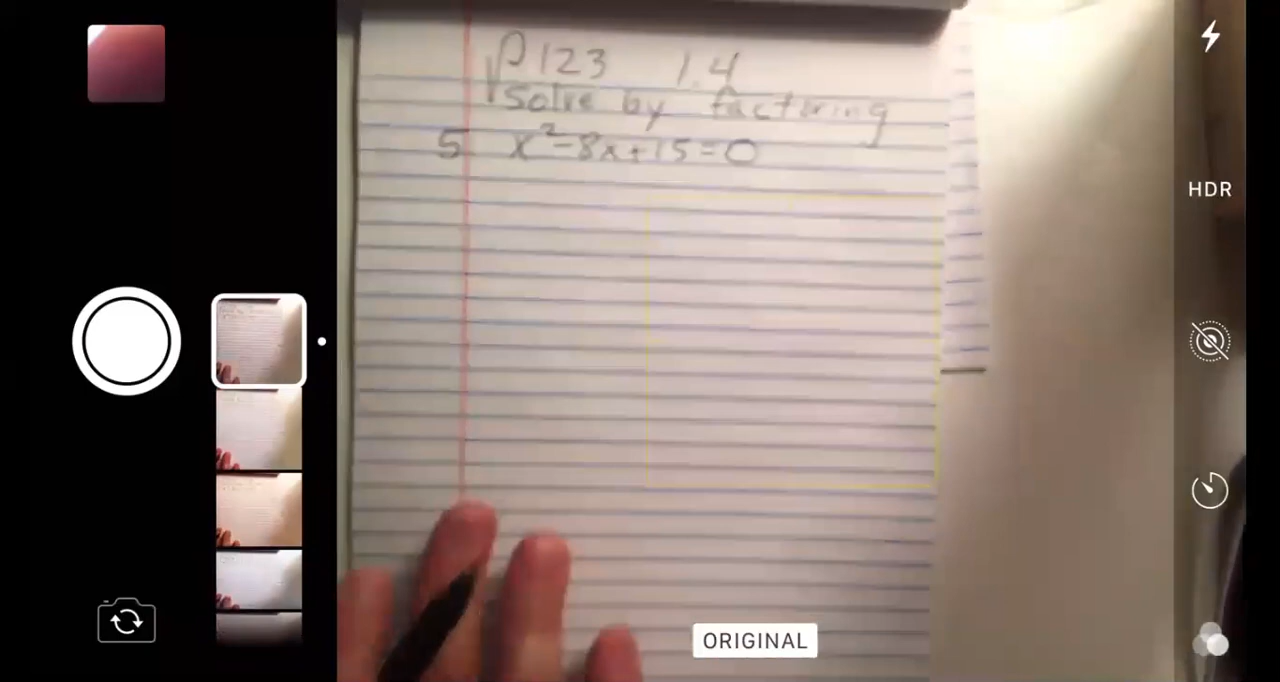 P123 1.4
Solve by factoring
5 x²-8x+15=0
HDR
ORIGINAL